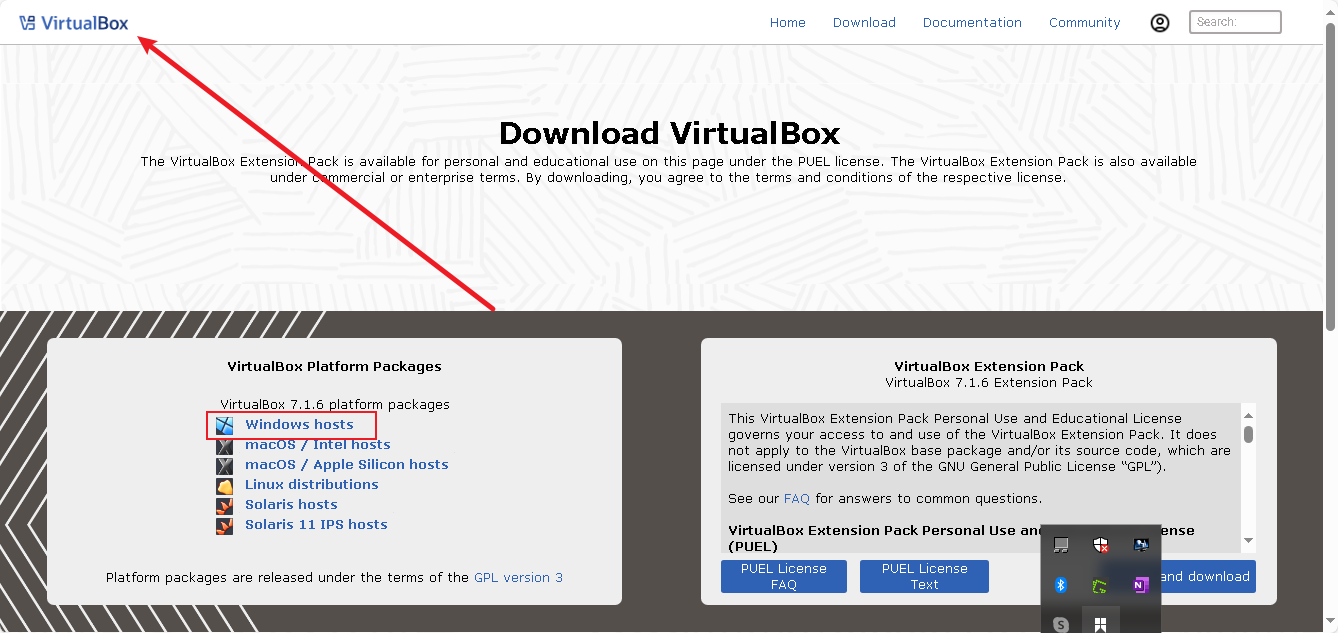 VirtualBox
Home Download Documentation Community Search:
Download VirtualBox
The VirtualBox Extension Pack is available for personal and educational use on this page under the PUEL license. The VirtualBox Extension Pack is also available
under commercial or enterprise terms. By downloading, you agree to the terms and conditions of the respective license.
VirtualBox Platform Packages
VirtualBox 7.1.6 platform packages
Windows hosts
macOS / Intel hosts
macOS / Apple Silicon hosts
Linux distributions
Solaris hosts
Solaris 11 IPS hosts
Platform packages are released under the terms of the GPL version 3
VirtualBox Extension Pack
VirtualBox 7.1.6 Extension Pack
This VirtualBox Extension Pack Personal Use and Educational License
governs your access to and use of the VirtualBox Extension Pack. It does
not apply to the VirtualBox base package and/or its source code, which are
licensed under version 3 of the GNU General Public License “GPL”).
See our FAQ for answers to common questions.
VirtualBox Extension Pack Personal Use and
(PUEL)
PUEL License
FAQ
PUEL License
Text
and download